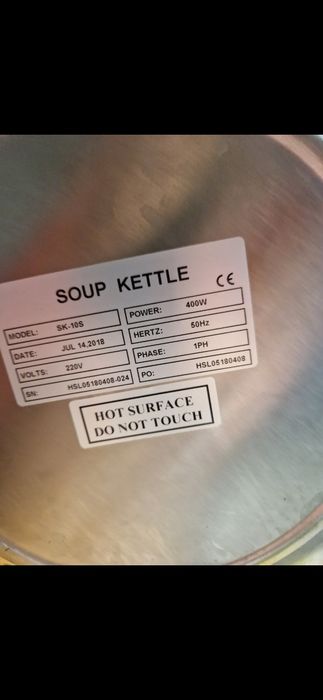 SOUP KETTLE
CE
MODEL: SK-10S POWER: 400W
DATE: JUL 14.2018 HERTZ: 50Hz
VOLTS: 220V PHASE: 1PH
SN: HSL05180408-024 PO: HSL05180408
HOT SURFACE
DO NOT TOUCH